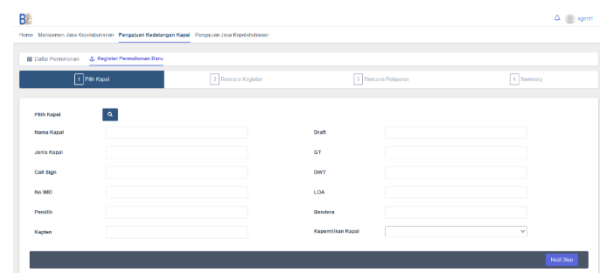 agent
Home Manajemen Jasa Kepelabuhanan Pengajuan Kedatangan Kapal Pengajuan Jasa Kepelabuhanan
Daftar Permohonan Register Permohonan Baru
1 Pilih Kapal 2 Rencana Kegiatan 3 Rencana Pelayanan 4 Summary
Pilih Kapal
Nama Kapal Draft
Jenis Kapal GT
Call Sign DWT
No IMO LOA
Pemilik Bendera
Kapten Kepemilikan Kapal
Next Step